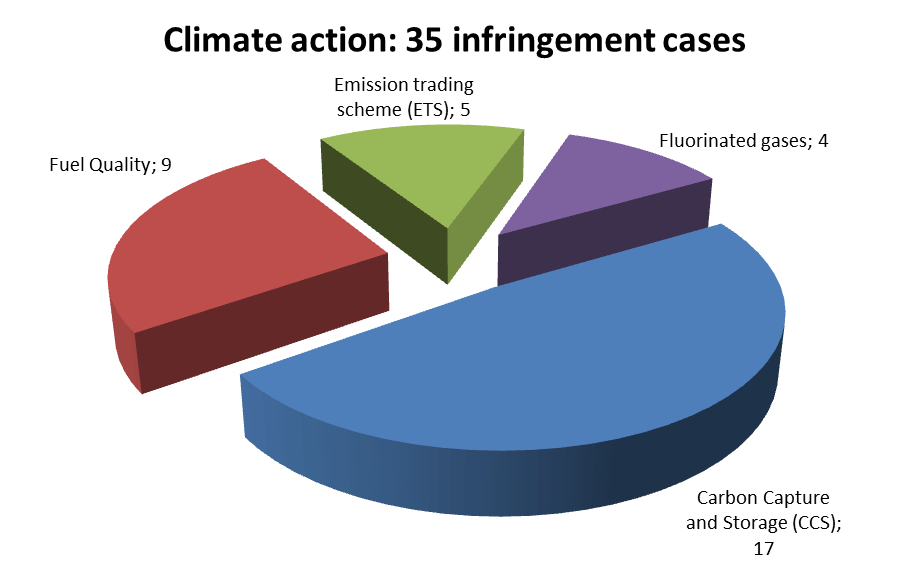 Climate action: 35 infringement cases
Emission trading
scheme (ETS); 5
Fluorinated gases; 4
Fuel Quality; 9
Carbon Capture
and Storage (CCS);
17